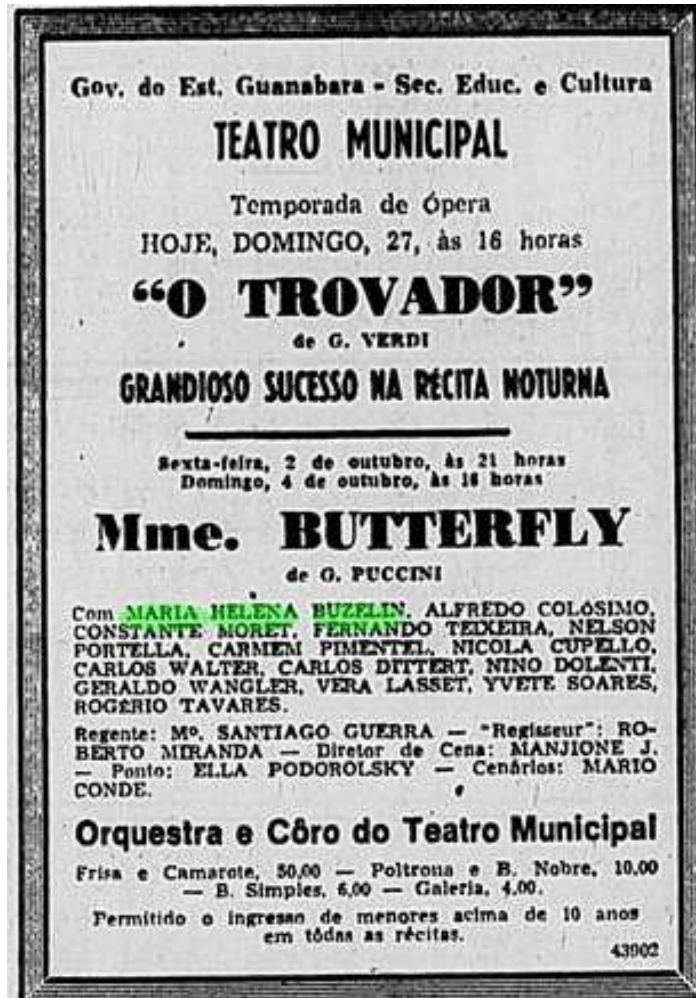 Gov. do Est. Guanabara - Sec. Educ. e Cultura
TEATRO MUNICIPAL
Temporada de ópera
HOJE, DOMINGO, 27, às 16 horas
“O TROVADOR”
de G. VERDI
GRANDIOSO SUCESSO NA RÉCITA NOTURNA
Sexta-feira, 2 de outubro, às 21 horas
Domingo, 4 de outubro, às 16 horas
Mme. BUTTERFLY
de G. PUCCINI
Com MARIA HELENA BUZELIN, ALFREDO COLÓSIMO,
CONSTANTE MORET, FERNANDO TEIXEIRA, NELSON
PORTELLA, CARMEM PIMENTEL, NICOLA CUPELLO,
CARLOS WALTER, CARLOS DITTERT, NINO DOLENTI,
GERALDO WANGLER, VERA LASSET, YVETE SOARES,
ROGÉRIO TAVARES.
Regente: Mº. SANTIAGO GUERRA — “Regisseur”: RO-
BERTO MIRANDA — Diretor de Cena: MANJIONE J.
— Ponto: ELLA PODOROLSKY — Cenários: MARIO
CONDE.
Orquestra e Côro do Teatro Municipal
Frisa e Camarote, 50,00 — Poltrona e B. Nobre, 10,00
— B. Simples, 6,00 — Galeria, 4,00.
Permitido o ingresso de menores acima de 10 anos
em tôdas as récitas.
43902